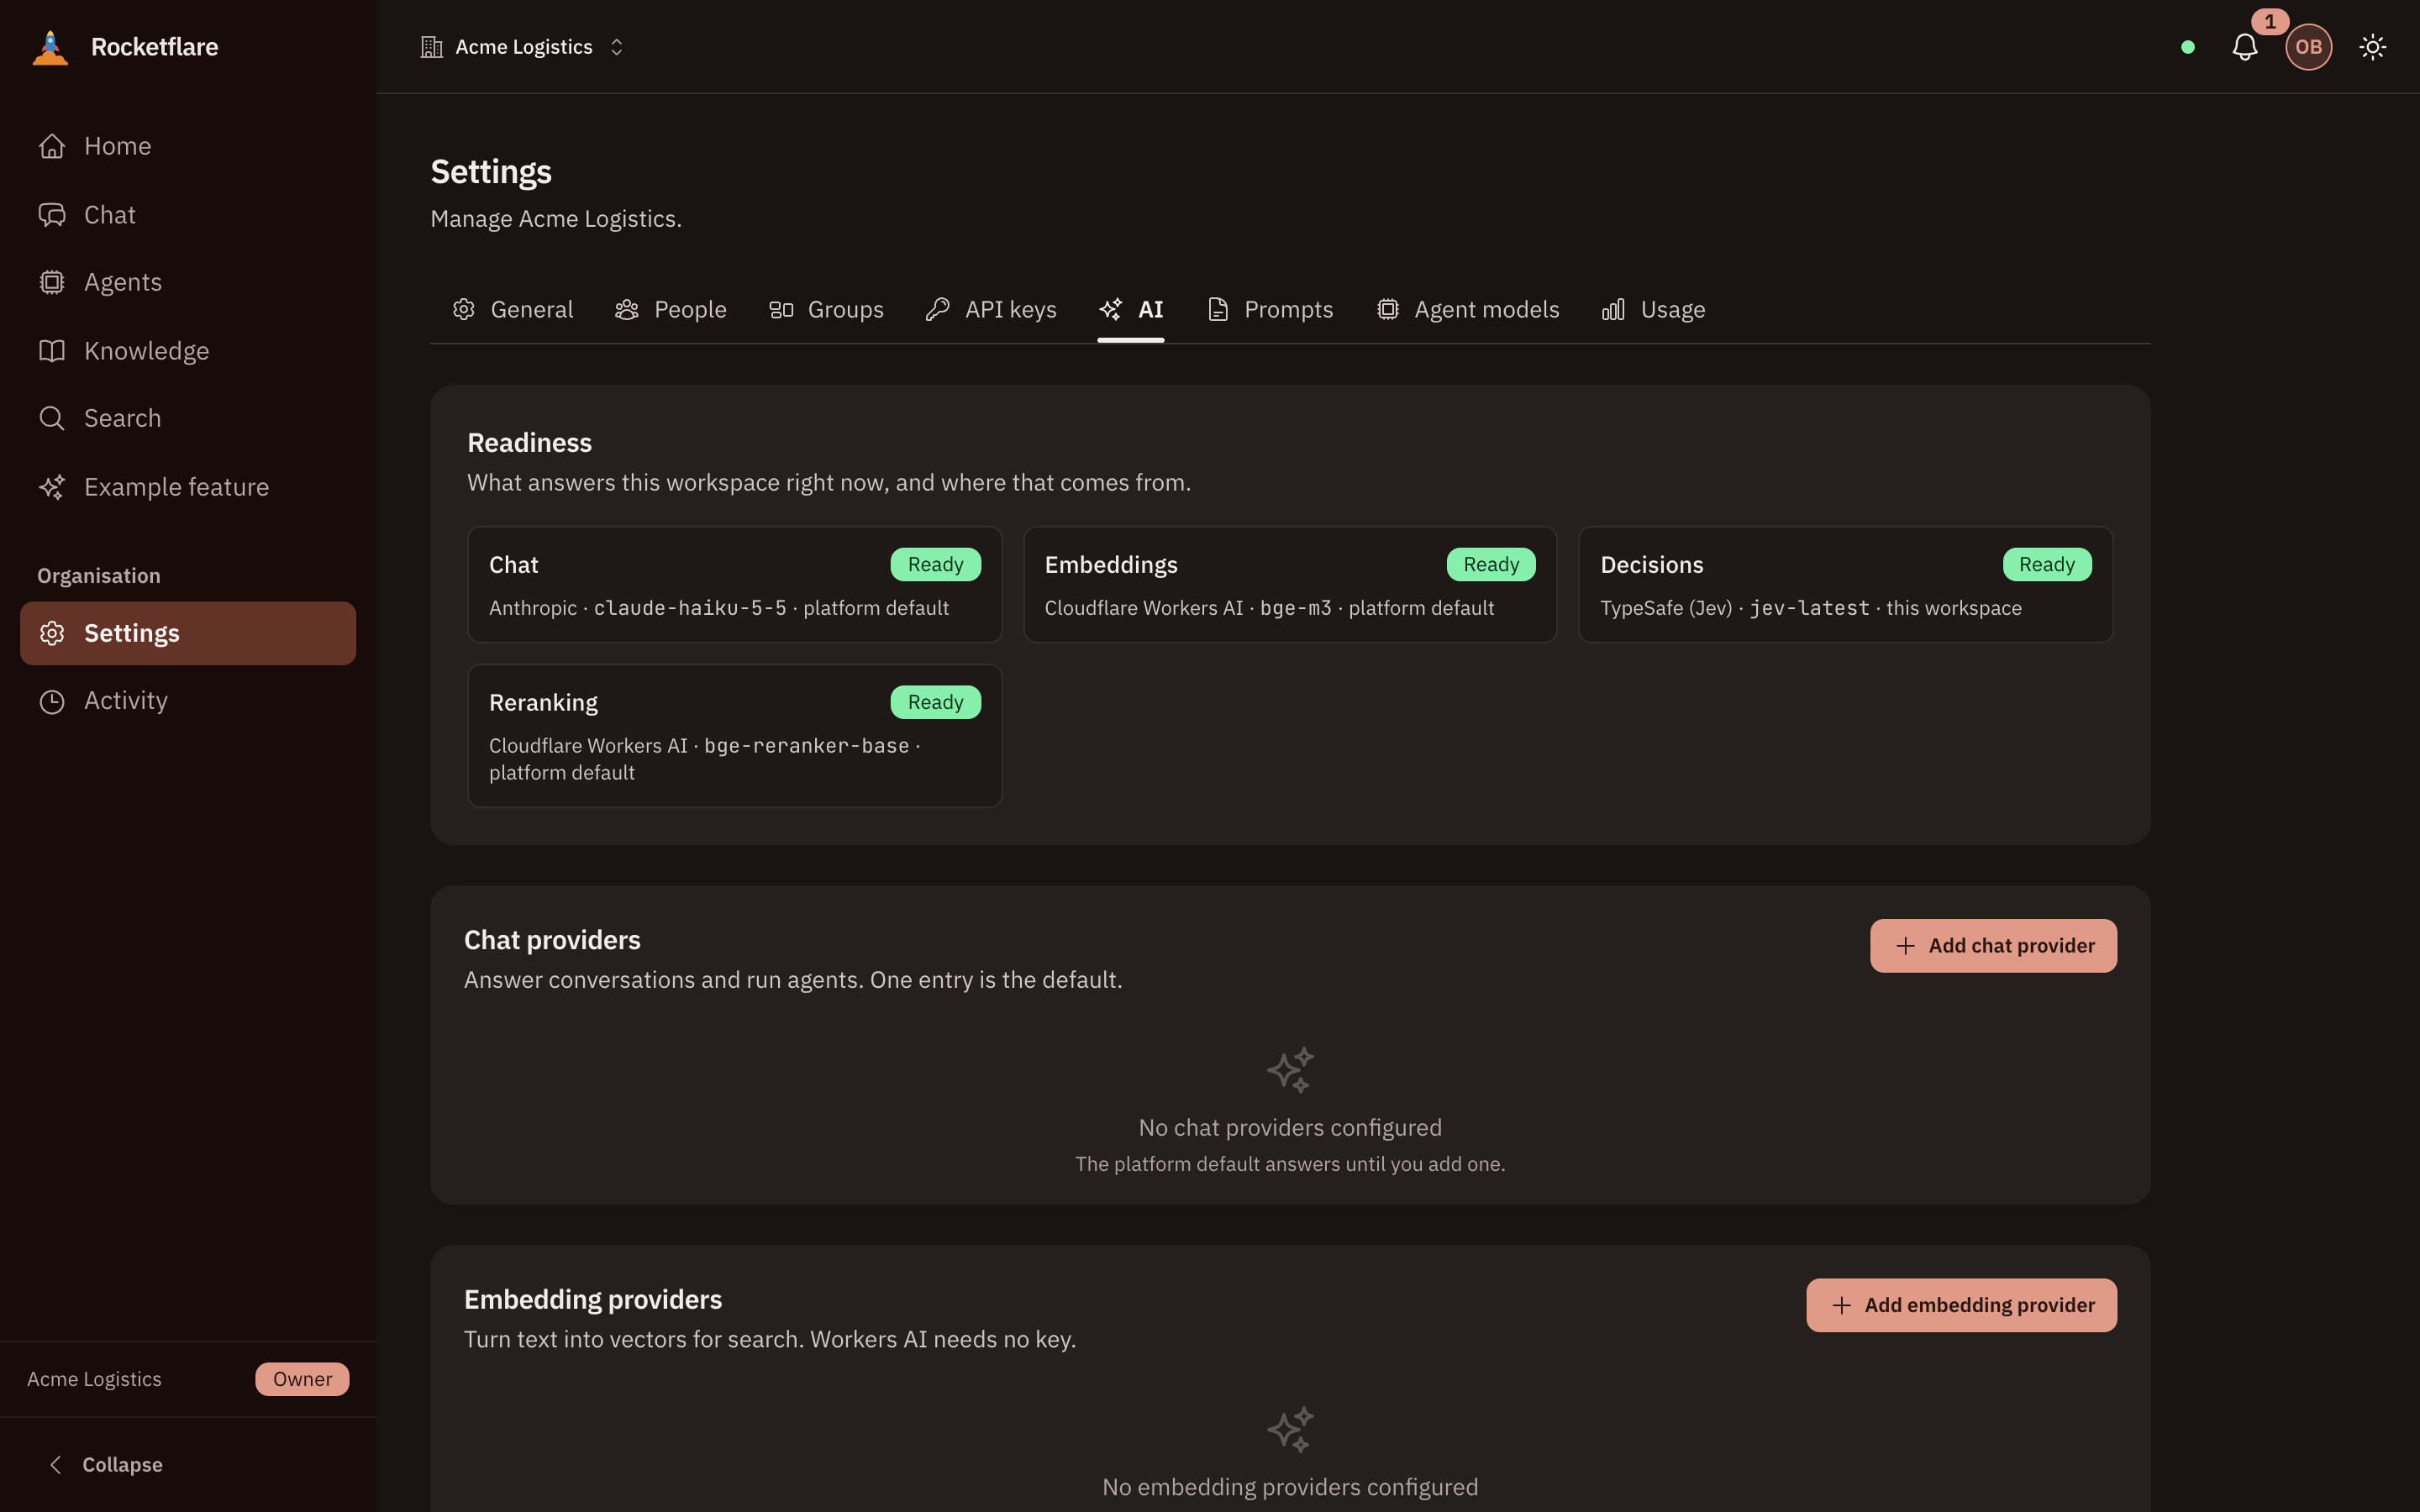 Rocketflare
Acme Logistics
1
OB
Home
Chat
Agents
Knowledge
Search
Example feature
Organisation
Settings
Activity
Acme Logistics
Owner
Collapse
Settings
Manage Acme Logistics.
General
People
Groups
API keys
AI
Prompts
Agent models
Usage
Readiness
What answers this workspace right now, and where that comes from.
Chat
Ready
Anthropic · claude-haiku-5-5 · platform default
Embeddings
Ready
Cloudflare Workers AI · bge-m3 · platform default
Decisions
Ready
TypeSafe (Jev) · jev-latest · this workspace
Reranking
Ready
Cloudflare Workers AI · bge-reranker-base ·
platform default
Chat providers
Answer conversations and run agents. One entry is the default.
Add chat provider
No chat providers configured
The platform default answers until you add one.
Embedding providers
Turn text into vectors for search. Workers AI needs no key.
Add embedding provider
No embedding providers configured